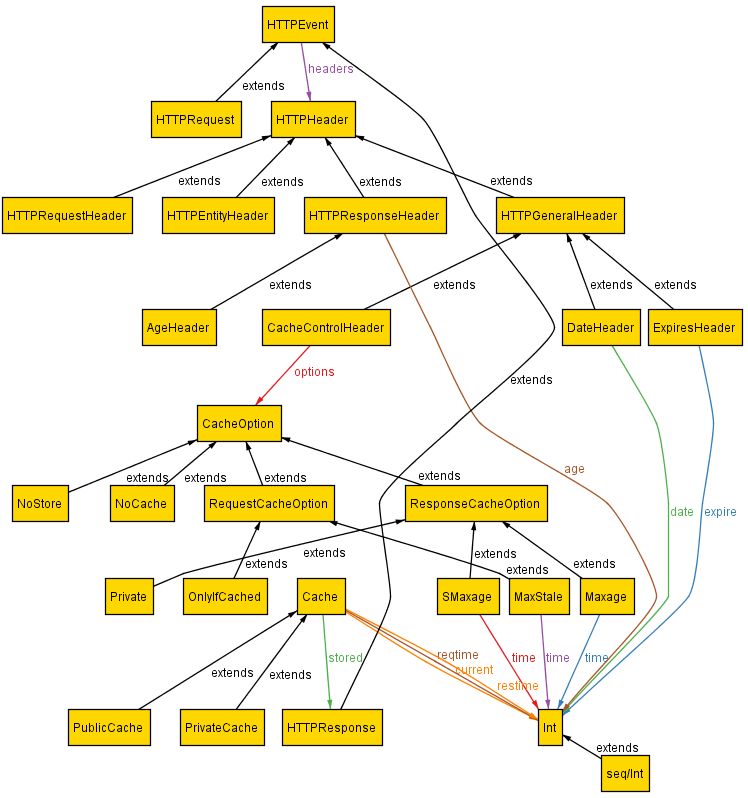 HTTPEvent
headers
extends
HTTPRequest
HTTPHeader
extends
extends
extends
extends
HTTPRequestHeader
HTTPEntityHeader
HTTPResponseHeader
HTTPGeneralHeader
extends
extends
extends
extends
AgeHeader
CacheControlHeader
DateHeader
ExpiresHeader
options
extends
CacheOption
age
extends
extends
extends
extends
NoStore
NoCache
RequestCacheOption
ResponseCacheOption
date
expire
extends
extends
extends
extends
extends
Private
OnlyIfCached
Cache
SMaxage
MaxStale
Maxage
reqtime
stored
time
time
time
current
extends
extends
restime
PublicCache
PrivateCache
HTTPResponse
Int
extends
seq/Int